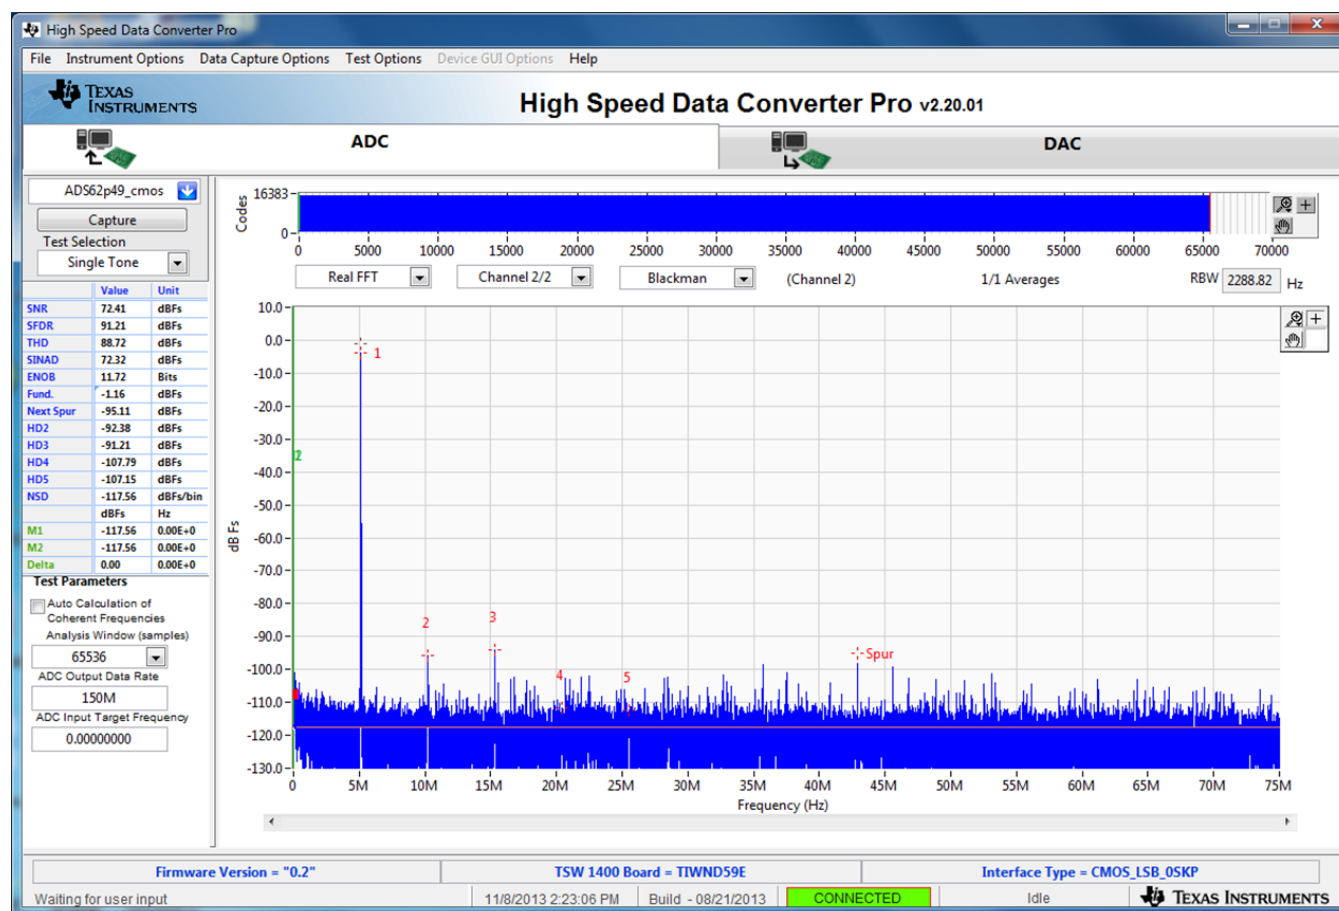 High Speed Data Converter Pro
File Instrument Options Data Capture Options Test Options Device GUI Options Help
TEXAS INSTRUMENTS
High Speed Data Converter Pro v2.20.01
ADC
DAC
ADS62p49_cmos
Capture
Test Selection
Single Tone
Value Unit
SNR 72.41 dBFs
SFDR 91.21 dBFs
THD 88.72 dBFs
SINAD 72.32 dBFs
ENOB 11.72 Bits
Fund. -1.16 dBFs
Next Spur -95.11 dBFs
HD2 -92.38 dBFs
HD3 -91.21 dBFs
HD4 -107.79 dBFs
HD5 -107.15 dBFs
NSD -117.56 dBFs/bin
dBFs Hz
M1 -117.56 0.00E+0
M2 -117.56 0.00E+0
Delta 0.00 0.00E+0
Test Parameters
Auto Calculation of
Coherent Frequencies
Analysis Window (samples)
65536
ADC Output Data Rate
150M
ADC Input Target Frequency
0.00000000
Codes
16383
0
0 5000 10000 15000 20000 25000 30000 35000 40000 45000 50000 55000 60000 65000 70000
Real FFT Channel 2/2 Blackman (Channel 2) 1/1 Averages RBW 2288.82 Hz
dB Fs
10.0
0.0
-10.0
-20.0
-30.0
-40.0
-50.0
-60.0
-70.0
-80.0
-90.0
-100.0
-110.0
-120.0
-130.0
1
2
3
4
5
Spur
0 5M 10M 15M 20M 25M 30M 35M 40M 45M 50M 55M 60M 65M 70M 75M
Frequency (Hz)
Firmware Version = "0.2" TSW 1400 Board = TIWND59E Interface Type = CMOS_LSB_0SKP
Waiting for user input 11/8/2013 2:23:06 PM Build - 08/21/2013 CONNECTED Idle TEXAS INSTRUMENTS